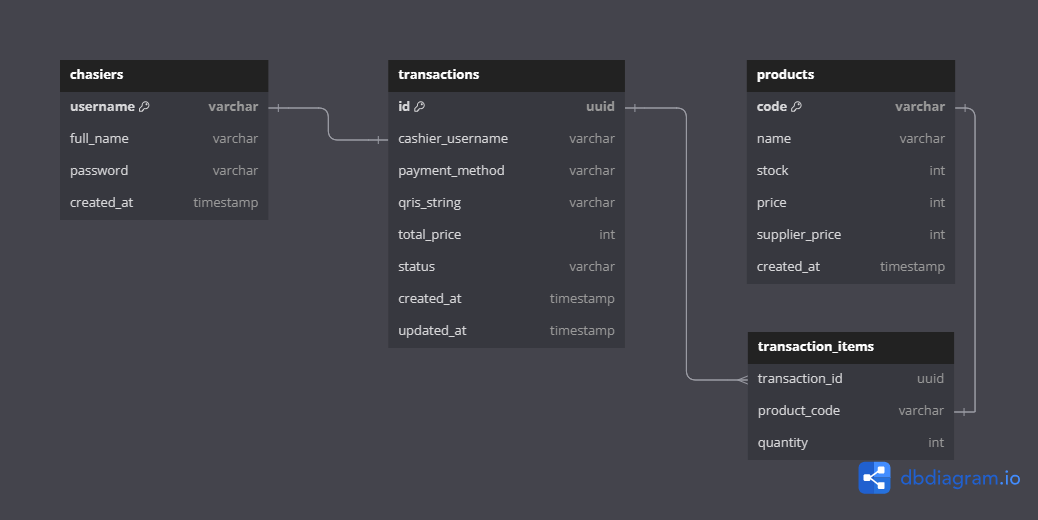 chasiers
username varchar
full_name varchar
password varchar
created_at timestamp
transactions
id uuid
cashier_username varchar
payment_method varchar
qris_string varchar
total_price int
status varchar
created_at timestamp
updated_at timestamp
products
code varchar
name varchar
stock int
price int
supplier_price int
created_at timestamp
transaction_items
transaction_id uuid
product_code varchar
quantity int
dbdiagram.io